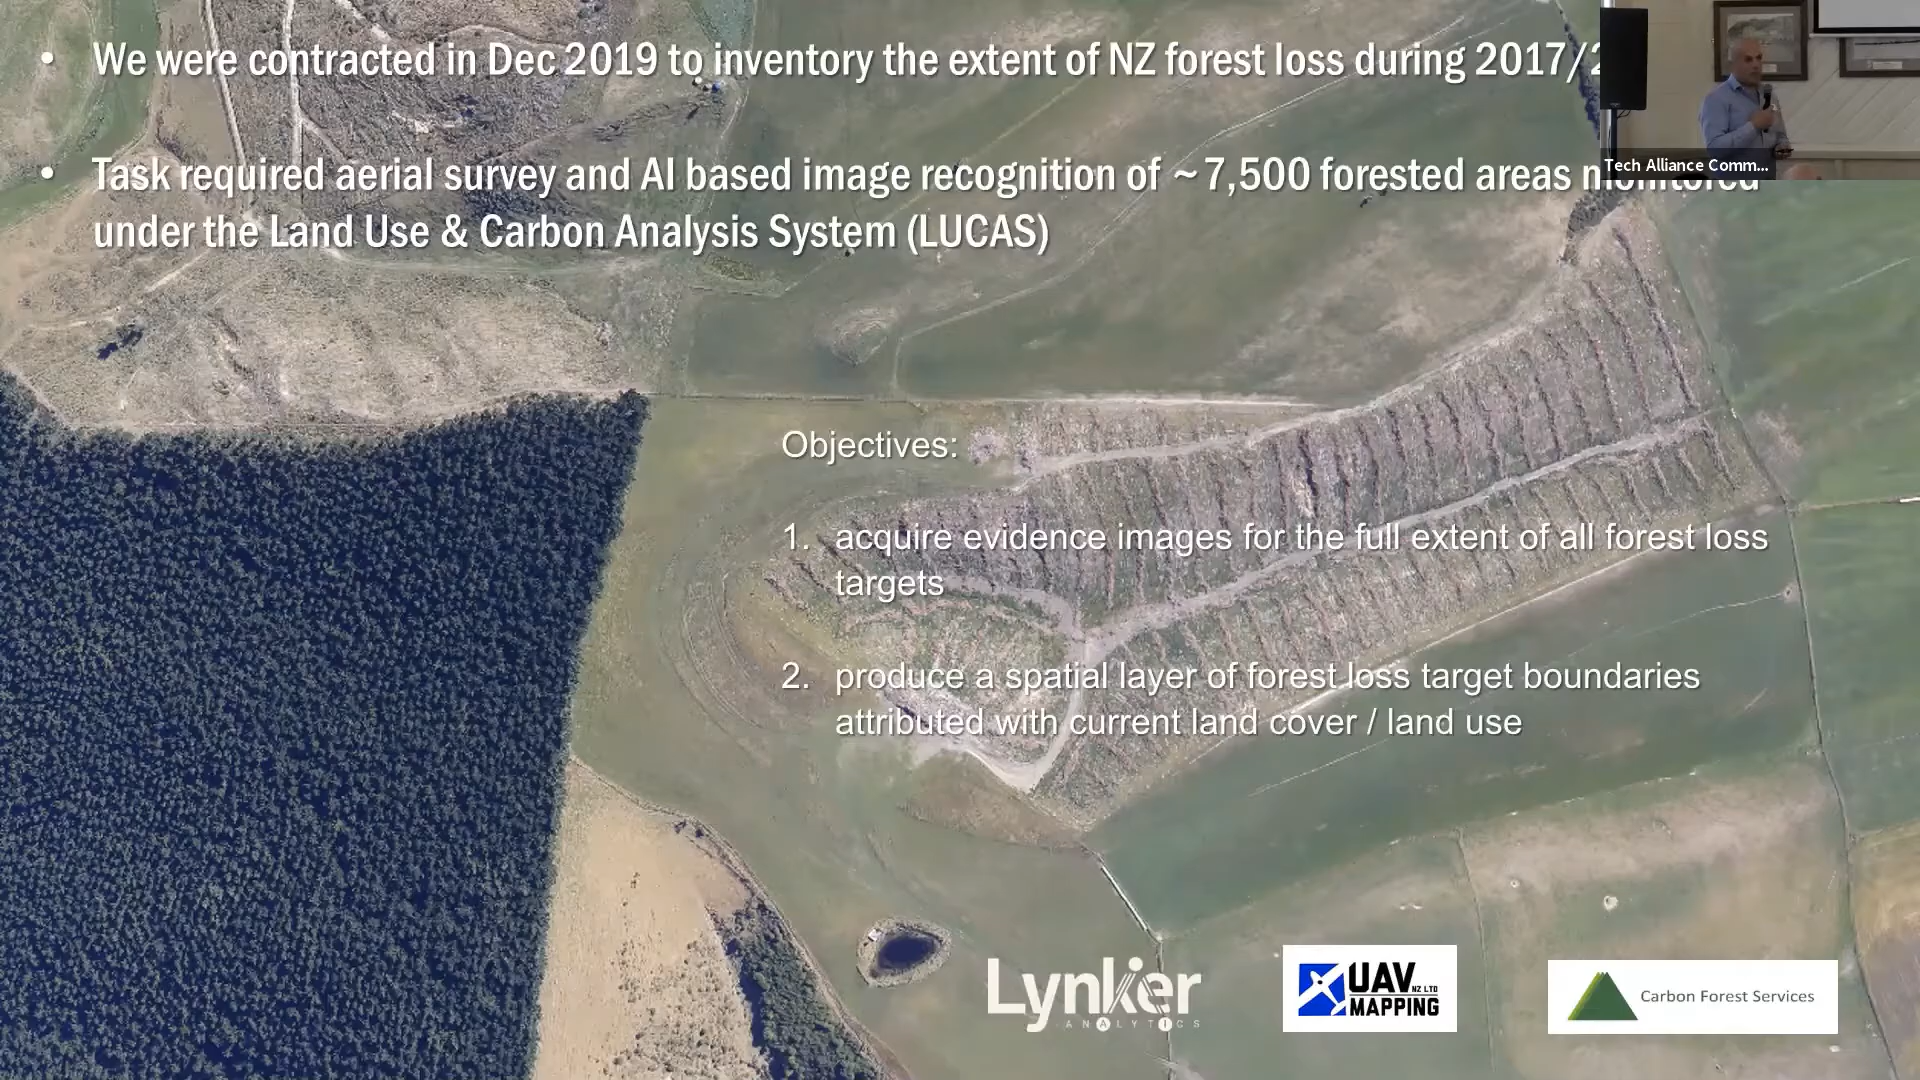 • We were contracted in Dec 2019 to inventory the extent of NZ forest loss during 2017/
Tech Alliance Comm...
• Task required aerial survey and AI based image recognition of ~7,500 forested areas monitored
under the Land Use & Carbon Analysis System (LUCAS)
Objectives:
1. acquire evidence images for the full extent of all forest loss
targets
2. produce a spatial layer of forest loss target boundaries
attributed with current land cover / land use
Lynker
ANALYTICS
UAV NZ LTD
MAPPING
Carbon Forest Services